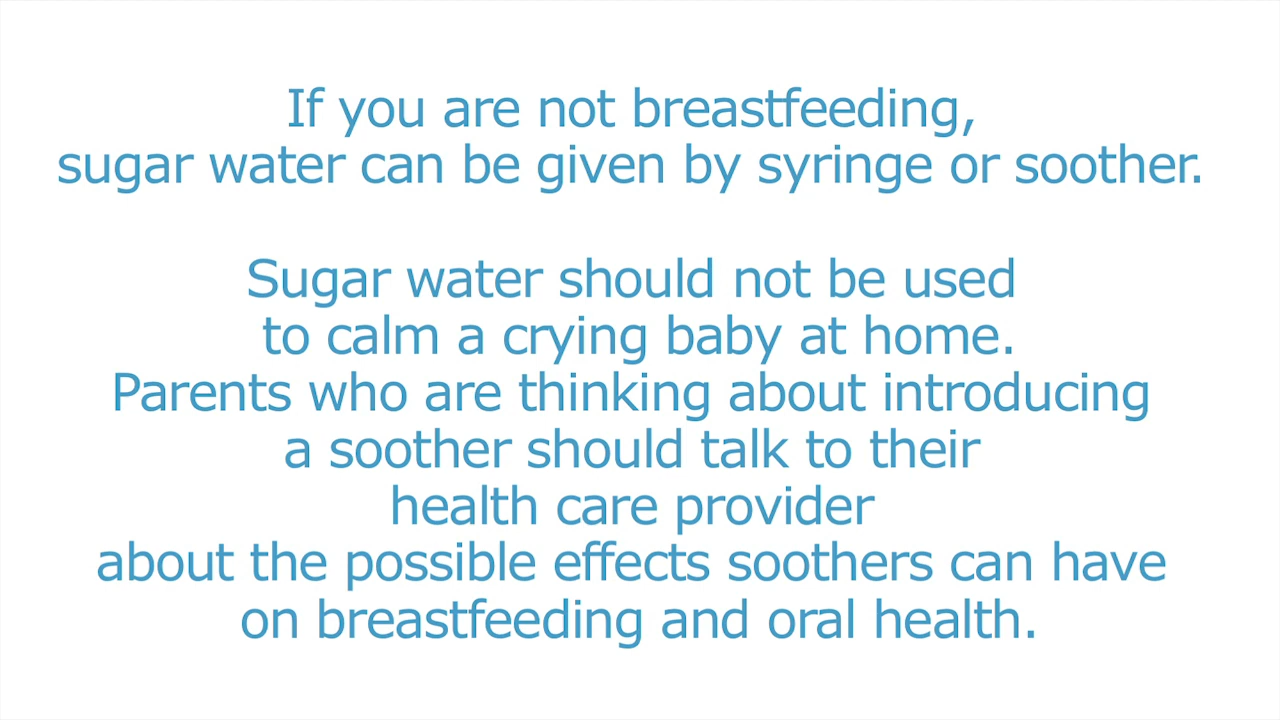 If you are not breastfeeding,
sugar water can be given by syringe or soother.
Sugar water should not be used
to calm a crying baby at home.
Parents who are thinking about introducing
a soother should talk to their
health care provider
about the possible effects soothers can have
on breastfeeding and oral health.